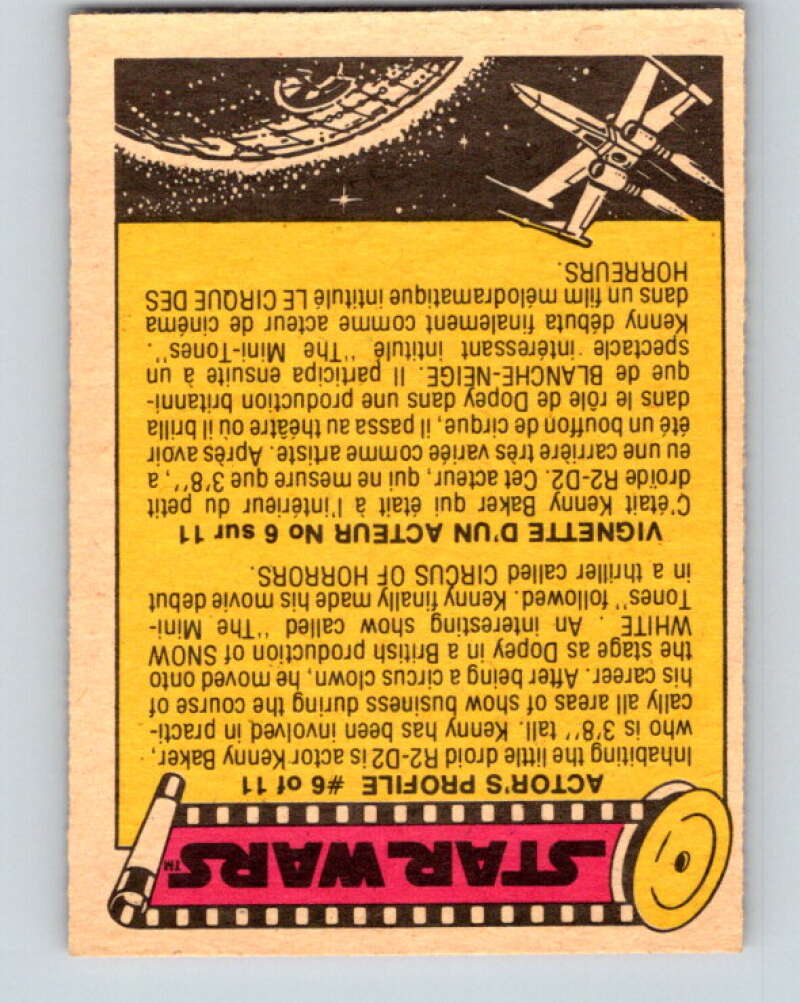 STAR WARS™
ACTOR'S PROFILE #6 of 11
Inhabiting the little droid R2-D2 is actor Kenny Baker,
who is 3'8'' tall. Kenny has been involved in practi-
cally all areas of show business during the course of
his career. After being a circus clown, he moved onto
the stage as Dopey in a British production of SNOW
WHITE . An interesting show called "The Mini-
Tones" followed. Kenny finally made his movie debut
in a thriller called CIRCUS OF HORRORS.
VIGNETTE D'UN ACTEUR No 6 sur 11
C'était Kenny Baker qui était à l'intérieur du petit
droïde R2-D2. Cet acteur, qui ne mesure que 3'8'', a
eu une carrière très variée comme artiste. Après avoir
été un bouffon de cirque, il passa au théâtre où il brilla
dans le rôle de Dopey dans une production britanni-
que de BLANCHE-NEIGE. Il participa ensuite à un
spectacle intéressant intitulé "The Mini-Tones".
Kenny débuta finalement comme acteur de cinéma
dans un film mélodramatique intitulé LE CIRQUE DES
HORREURS.